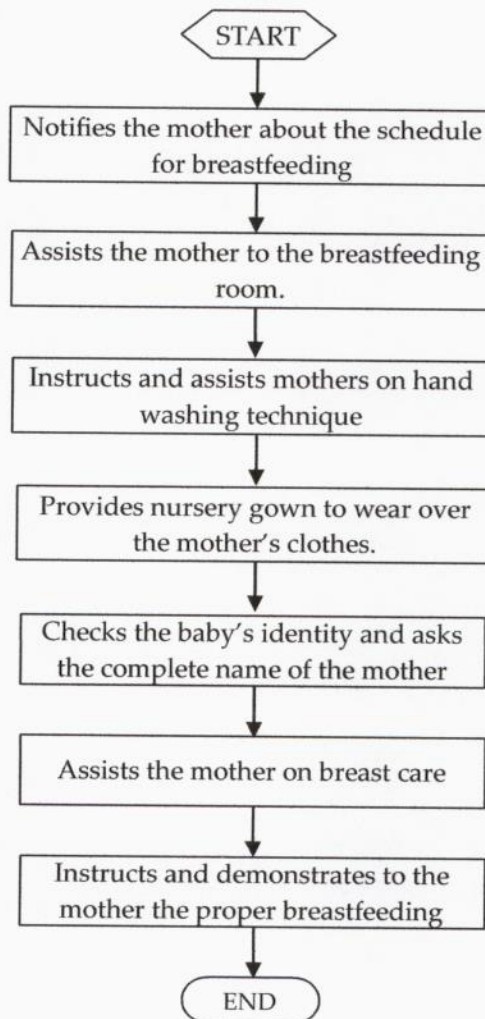 START
Notifies the mother about the schedule
for breastfeeding
Assists the mother to the breastfeeding
room.
Instructs and assists mothers on hand
washing technique
Provides nursery gown to wear over
the mother's clothes.
Checks the baby's identity and asks
the complete name of the mother
Assists the mother on breast care
Instructs and demonstrates to the
mother the proper breastfeeding
END